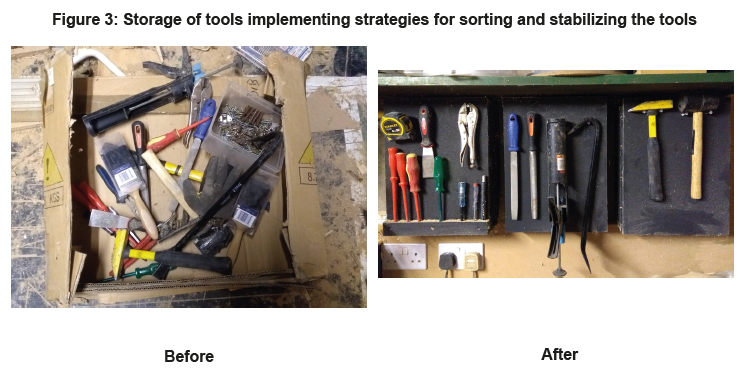 Figure 3: Storage of tools implementing strategies for sorting and stabilizing the tools
Before
After